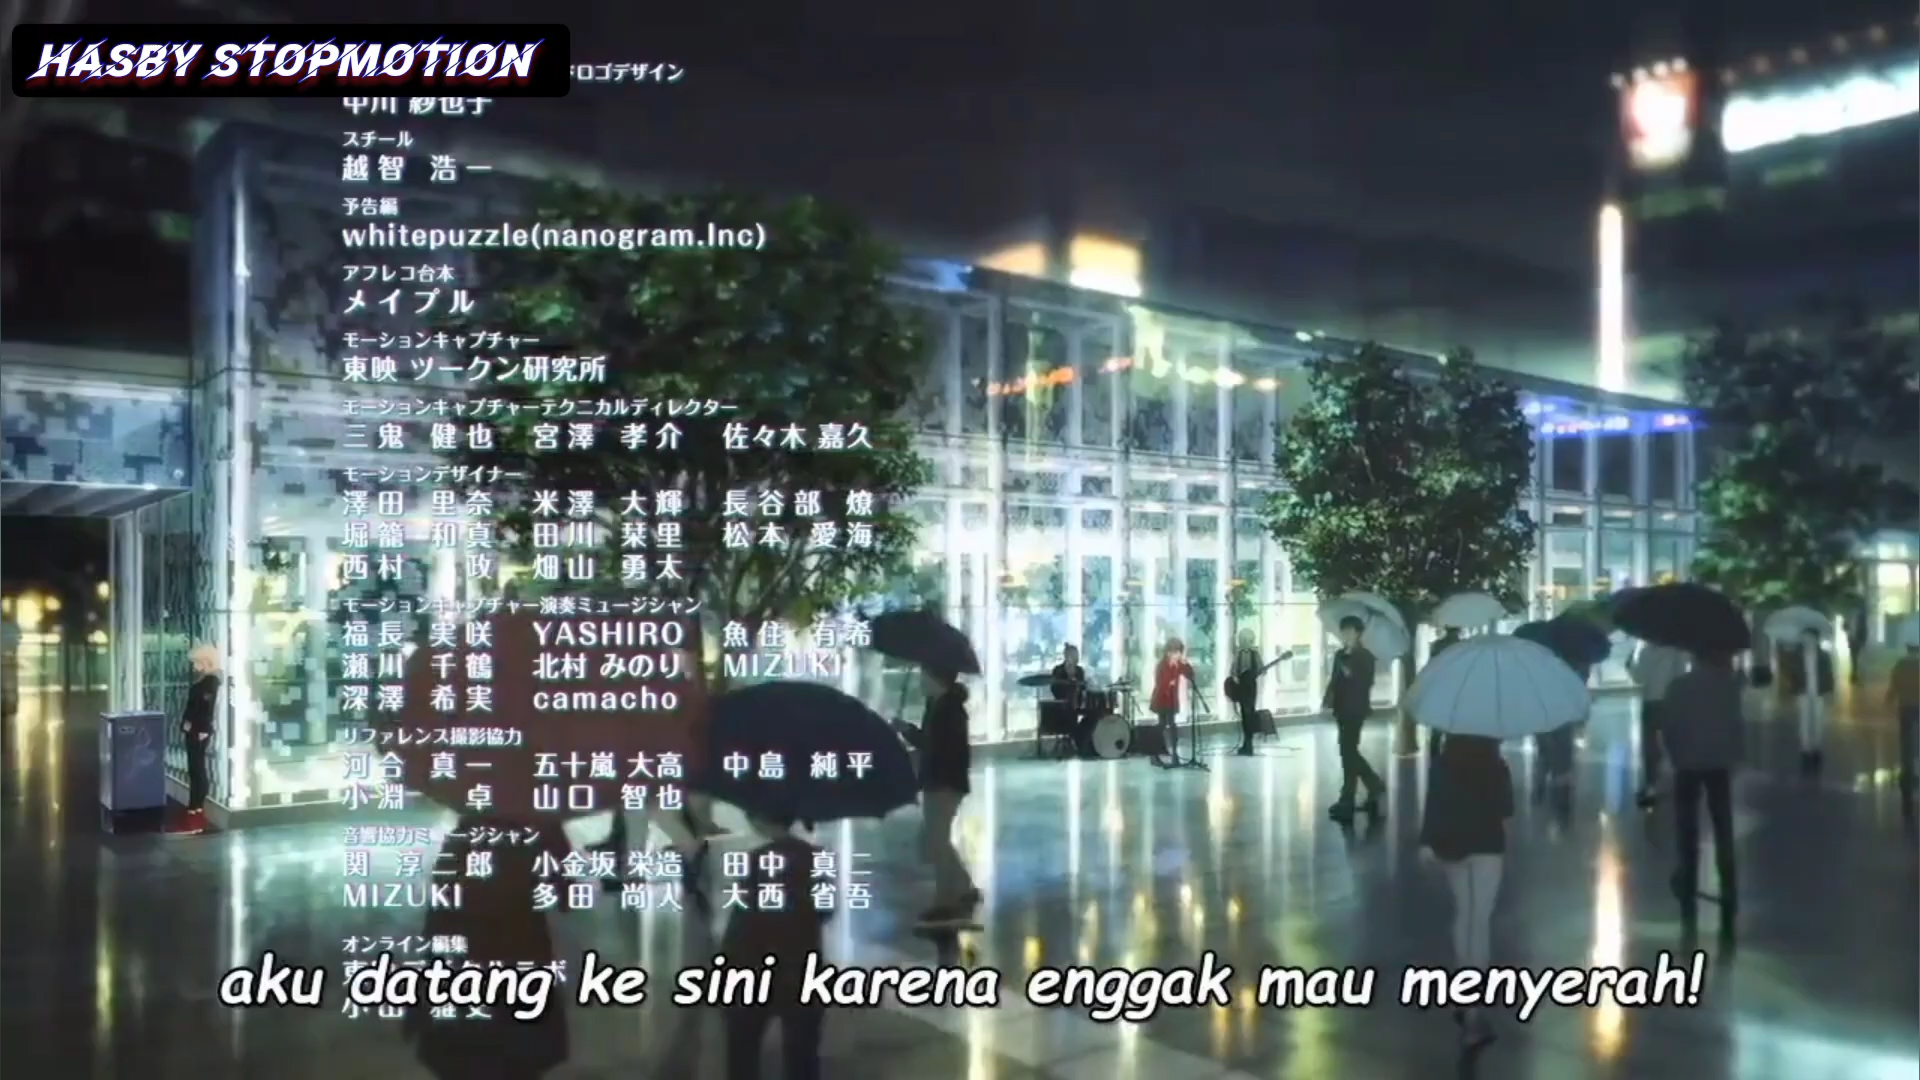 HASBY STOPMOTION
ドロゴデザイン
中川 紗也子
スチール
越智 浩一
予告編
whitepuzzle(nanogram.Inc)
アフレコ台本
メイプル
モーションキャプチャー
東映 ツークン研究所
モーションキャプチャーテクニカルディレクター
三鬼 健也 宮澤 孝介 佐々木 嘉久
モーションデザイナー
澤田 里奈 米澤 大輝 長谷部 燎
堀籠 和真 田川 栞里 松本 愛海
西村 政 畑山 勇太
モーションキャプチャー演奏ミュージシャン
福長 実咲 YASHIRO 魚住 有希
瀬川 千鶴 北村 みのり MIZUKI
深澤 希実 camacho
リファレンス撮影協力
河合 真一 五十嵐 大高 中島 純平
小淵 卓 山口 智也
音響協力ミュージシャン
関 淳二郎 小金坂 栄造 田中 真二
MIZUKI 多田 尚人 大西 省吾
オンライン編集
aku datang ke sini karena enggak mau menyerah!